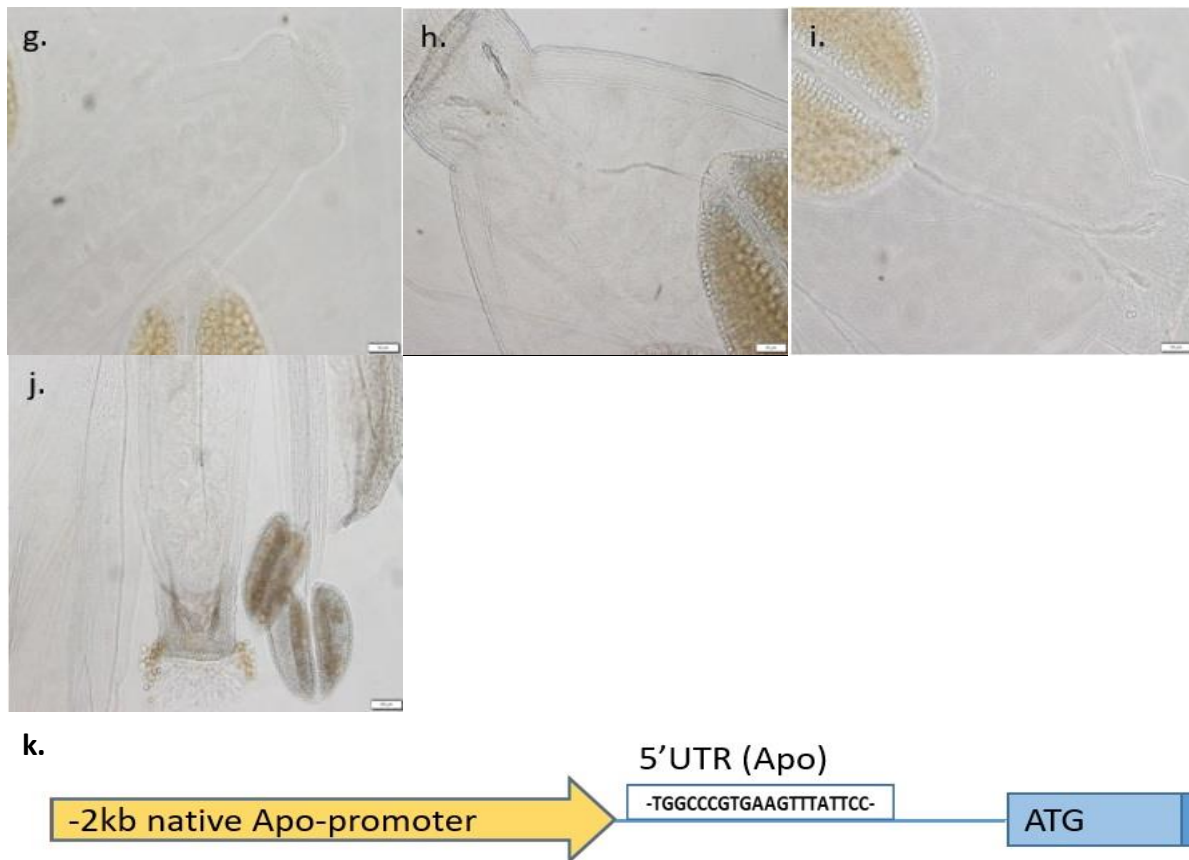 g.
h.
i.
j.
k.
5'UTR (Apo)
-TGGCCCGTGAAGTTTATTCC-
-2kb native Apo-promoter
ATG